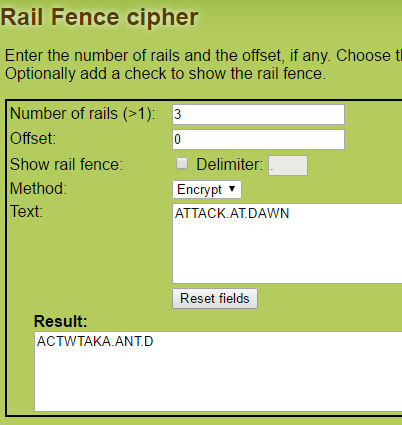 Rail Fence cipher
Enter the number of rails and the offset, if any. Choose
Optionally add a check to show the rail fence.
Number of rails (>1): 3
Offset: 0
Show rail fence: Delimiter: .
Method: Encrypt
Text: ATTACK.AT.DAWN
Reset fields
Result:
ACTWTAKA.ANT.D